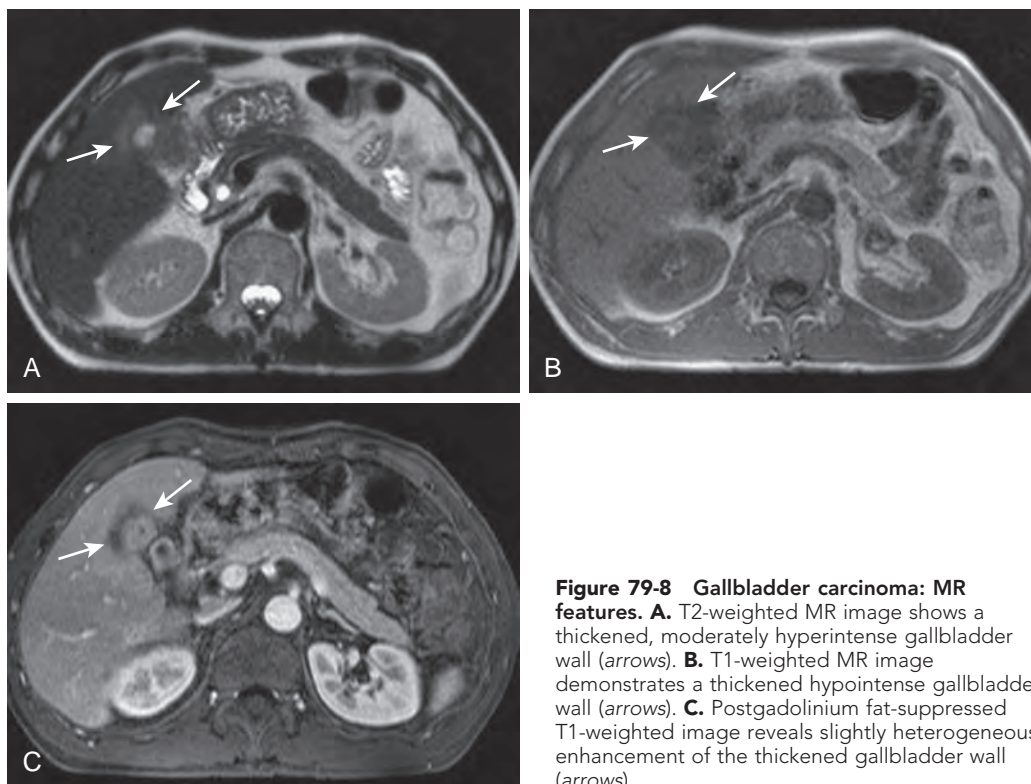 A
B
C
Figure 79-8 Gallbladder carcinoma: MR
features. A. T2-weighted MR image shows a
thickened, moderately hyperintense gallbladder
wall (arrows). B. T1-weighted MR image
demonstrates a thickened hypointense gallbladde
wall (arrows). C. Postgadolinium fat-suppressed
T1-weighted image reveals slightly heterogeneous
enhancement of the thickened gallbladder wall
(arrows)